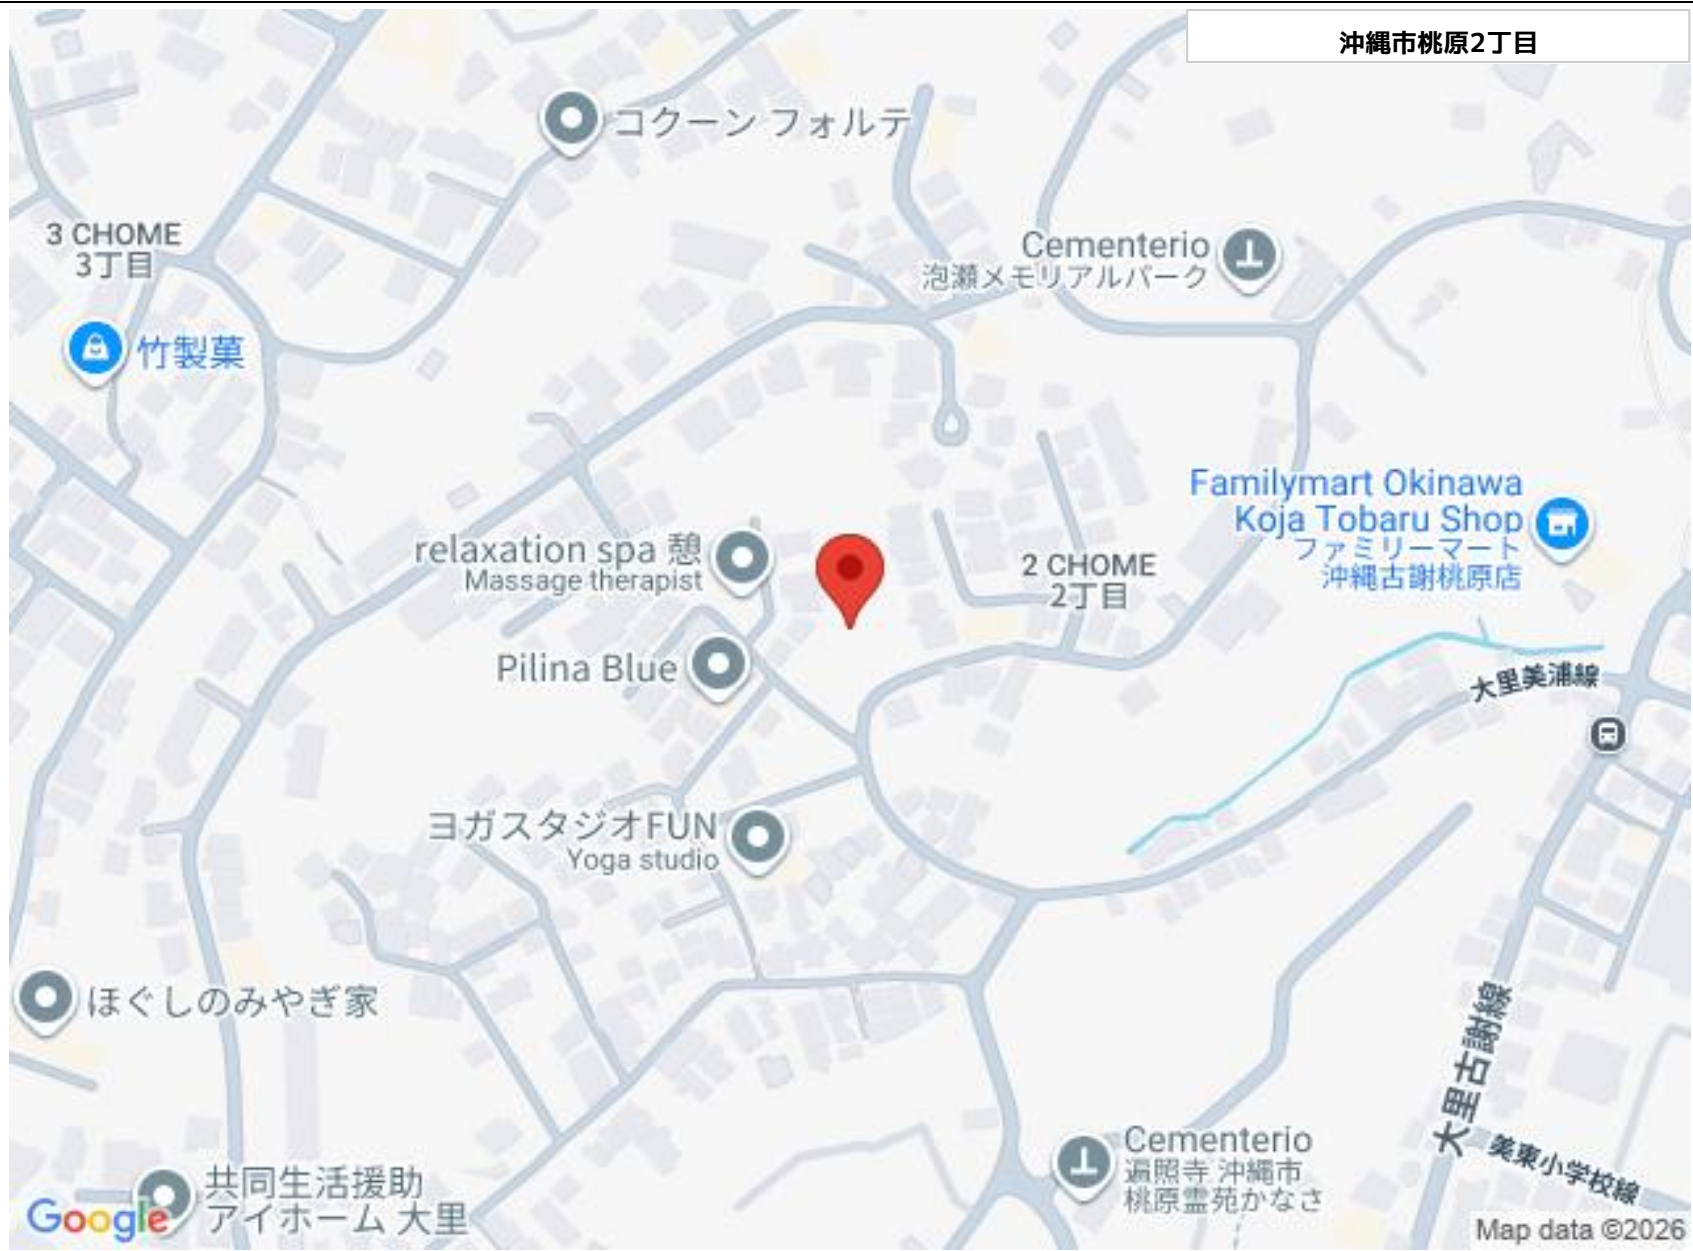 沖縄市桃原2丁目
コクーン フォルテ
3 CHOME
3丁目
Cementerio
泡瀬メモリアルパーク
竹製菓
Familymart Okinawa
Koja Tobaru Shop
ファミリーマート
沖縄古謝桃原店
relaxation spa 憩
Massage therapist
2 CHOME
2丁目
Pilina Blue
大里美浦線
ヨガスタジオFUN
Yoga studio
ほぐしのみやぎ家
大里古謝線
Cementerio
遍照寺 沖縄市
桃原霊苑かなさ
美東小学校線
共同生活援助
アイホーム 大里
Google
Map data ©2026